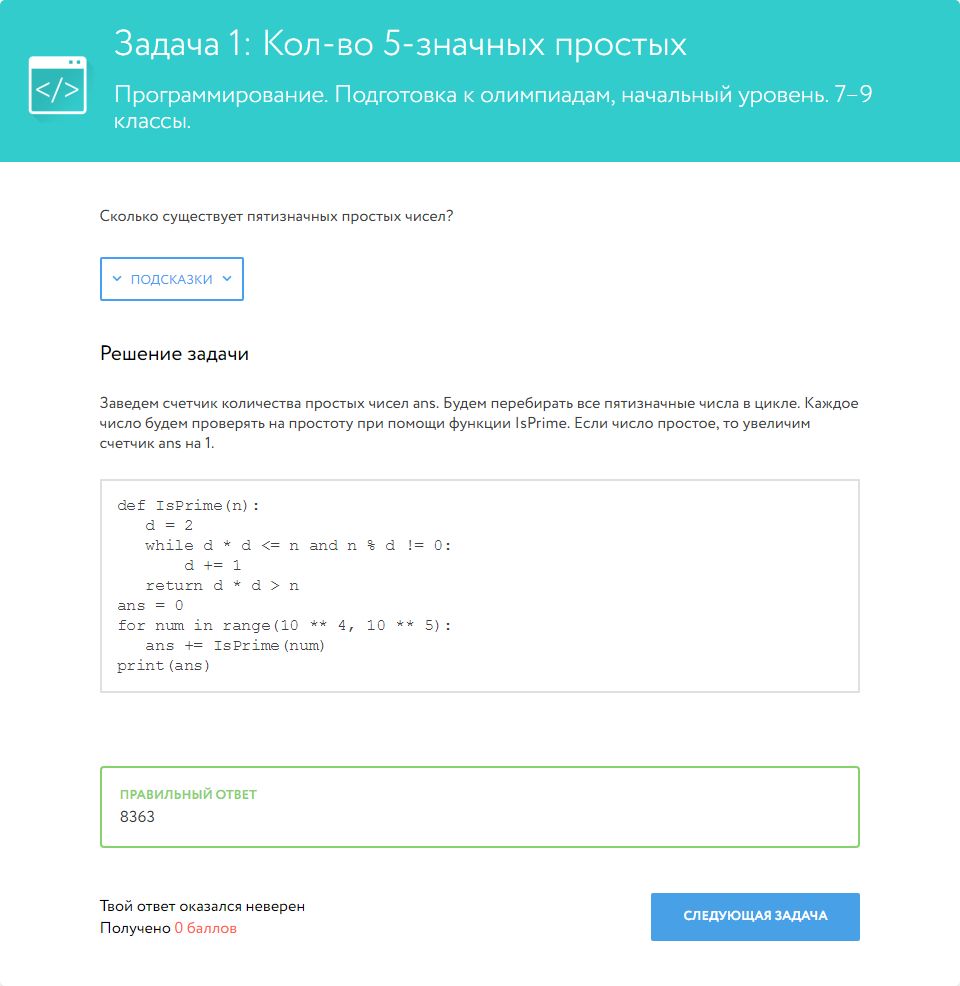 Задача 1: Кол-во 5-значных простых
</>
Программирование. Подготовка к олимпиадам, начальный уровень. 7–9
классы.
Сколько существует пятизначных простых чисел?
ПОДСКАЗКИ
Решение задачи
Заведем счетчик количества простых чисел ans. Будем перебирать все пятизначные числа в цикле. Каждое
число будем проверять на простоту при помощи функции IsPrime. Если число простое, то увеличим
счетчик ans на 1.
def IsPrime(n):
   d = 2
   while d * d <= n and n % d != 0:
       d += 1
   return d * d > n
ans = 0
for num in range(10 ** 4, 10 ** 5):
   ans += IsPrime(num)
print(ans)
ПРАВИЛЬНЫЙ ОТВЕТ
8363
Твой ответ оказался неверен
Получено 0 баллов
СЛЕДУЮЩАЯ ЗАДАЧА